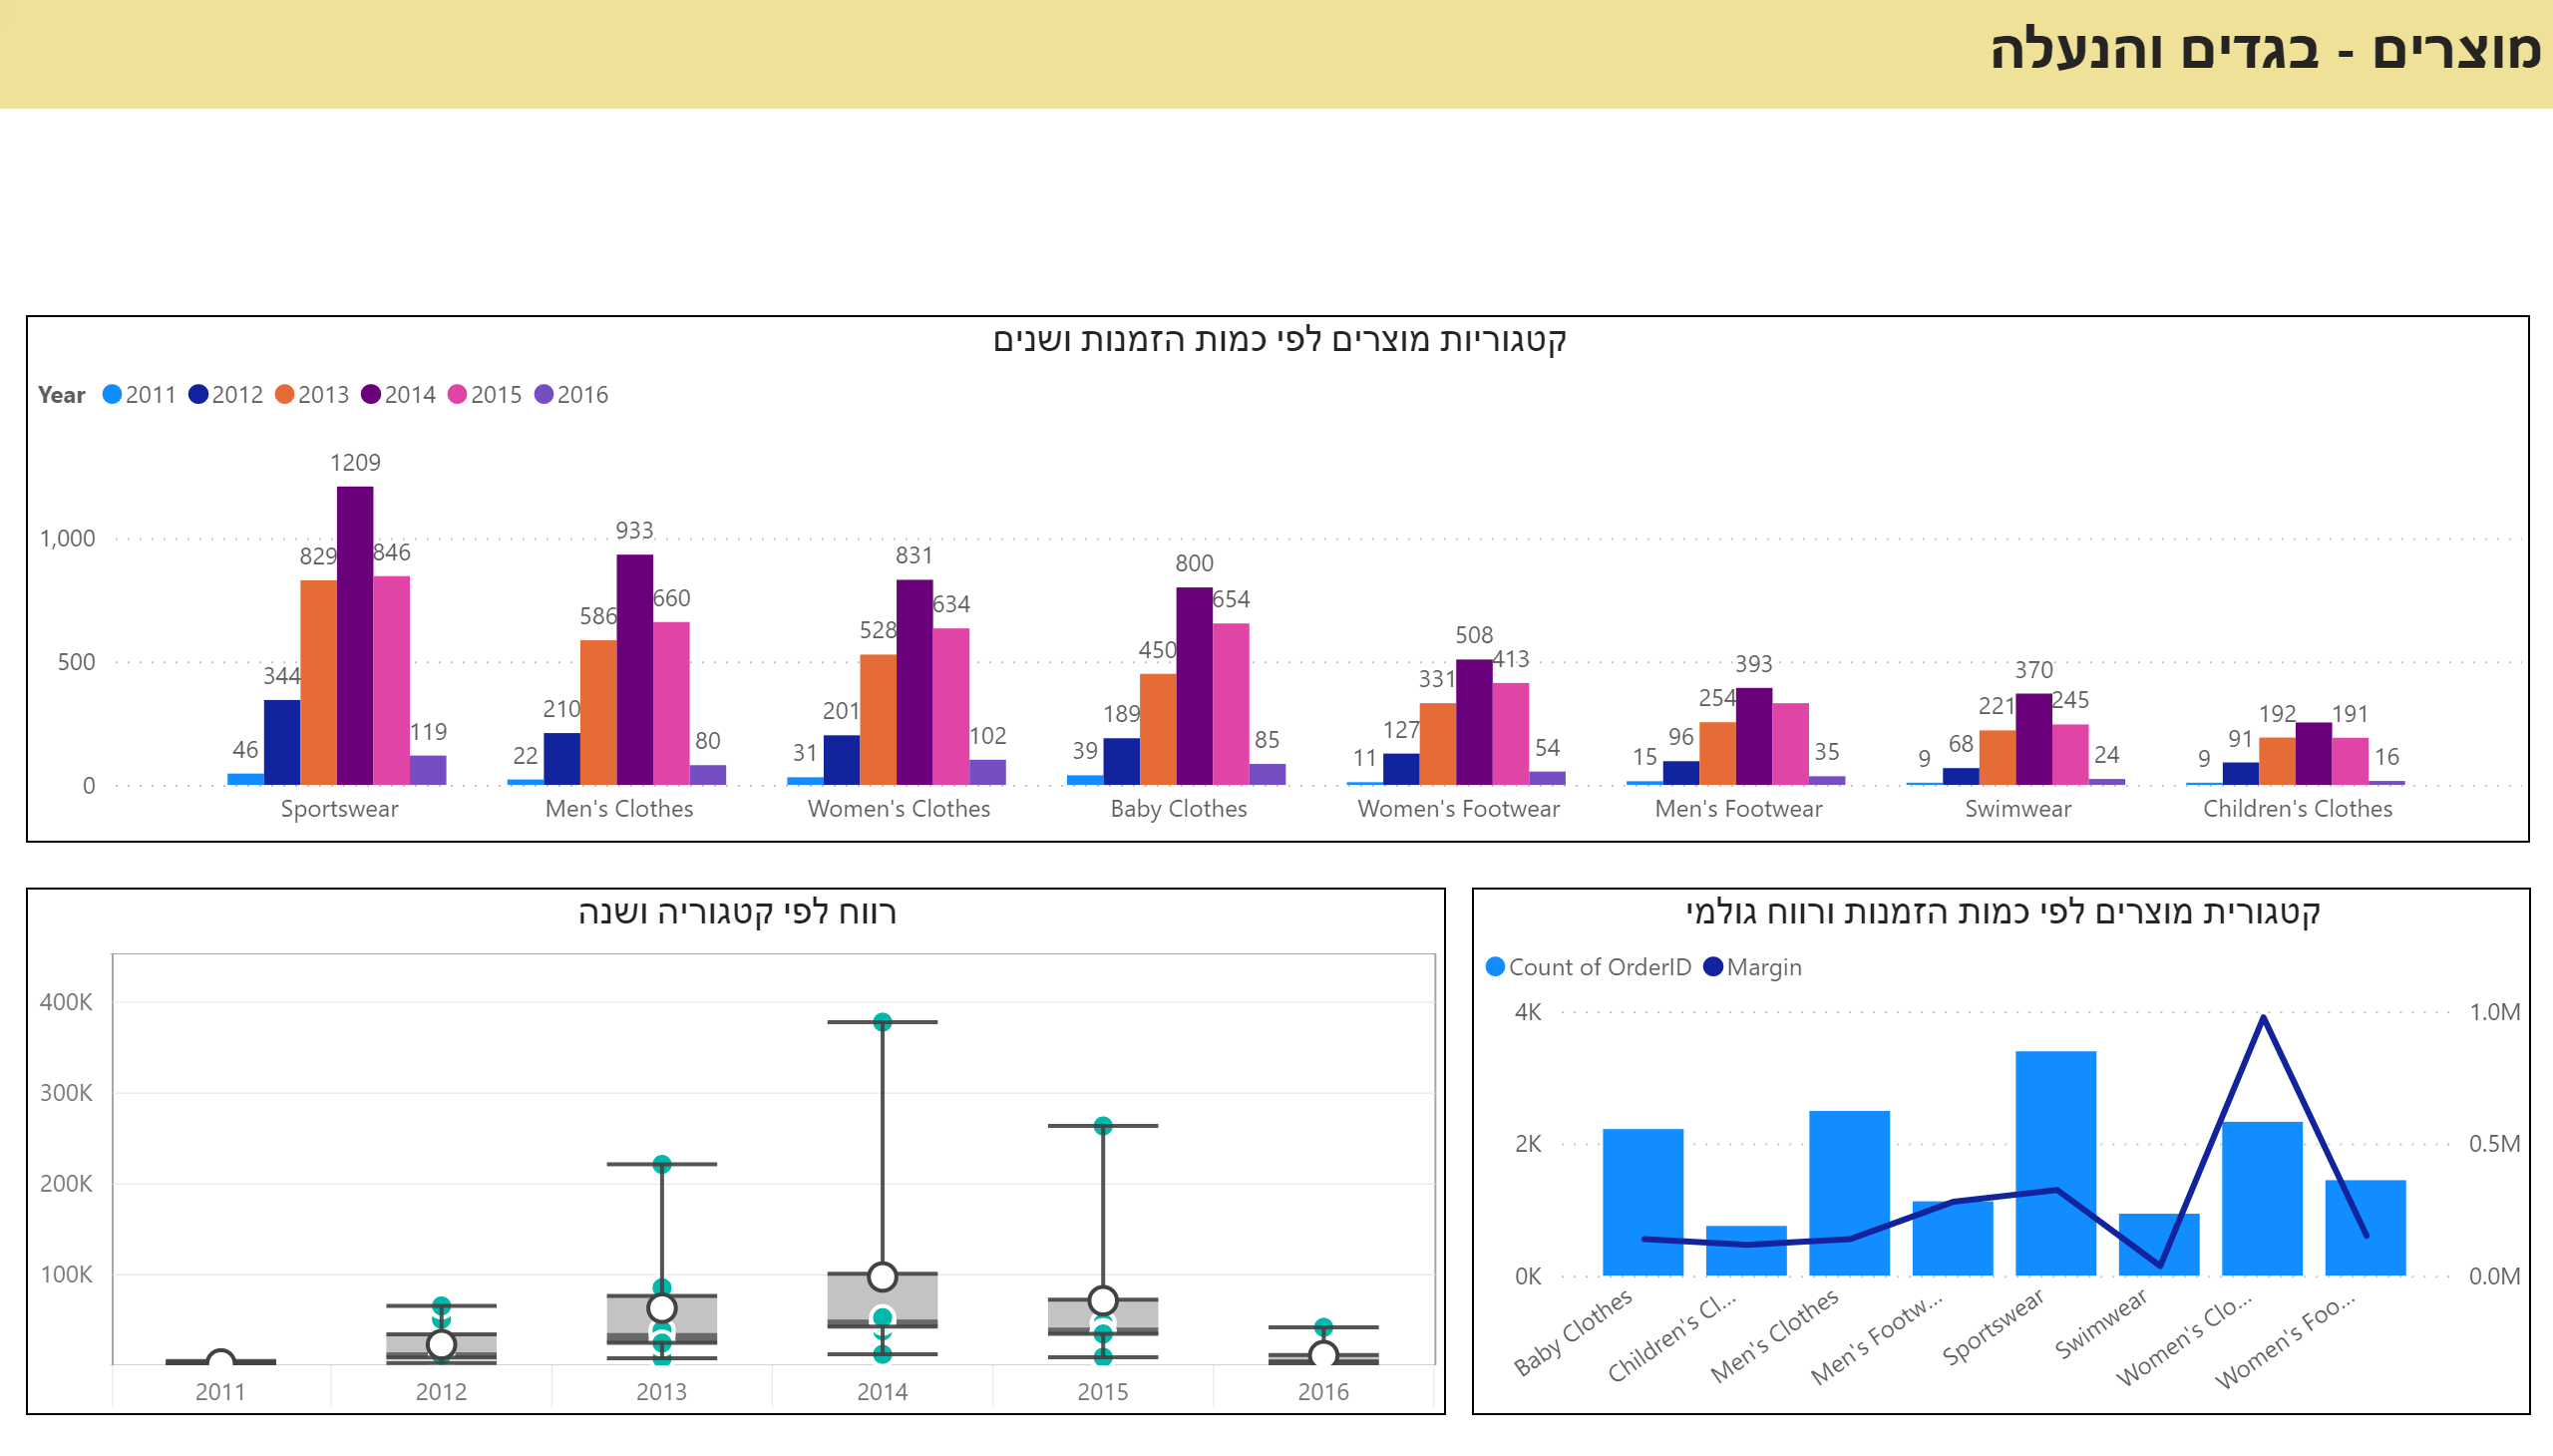 מוצרים - בגדים והנעלה
קטגוריות מוצרים לפי כמות הזמנות ושנים
Year 2011 2012 2013 2014 2015 2016
1,000
500
0
46 344 829 1209 846 119
22 210 586 933 660 80
31 201 528 831 634 102
39 189 450 800 654 85
11 127 331 508 413 54
15 96 254 393 35
9 68 221 370 245 24
9 91 192 191 16
Sportswear Men's Clothes Women's Clothes Baby Clothes Women's Footwear Men's Footwear Swimwear Children's Clothes
רווח לפי קטגוריה ושנה
400K
300K
200K
100K
2011 2012 2013 2014 2015 2016
קטגורית מוצרים לפי כמות הזמנות ורווח גולמי
Count of OrderID Margin
4K 1.0M
2K 0.5M
0K 0.0M
Baby Clothes
Children's Cl...
Men's Clothes
Men's Footw...
Sportswear
Swimwear
Women's Clo...
Women's Foo...